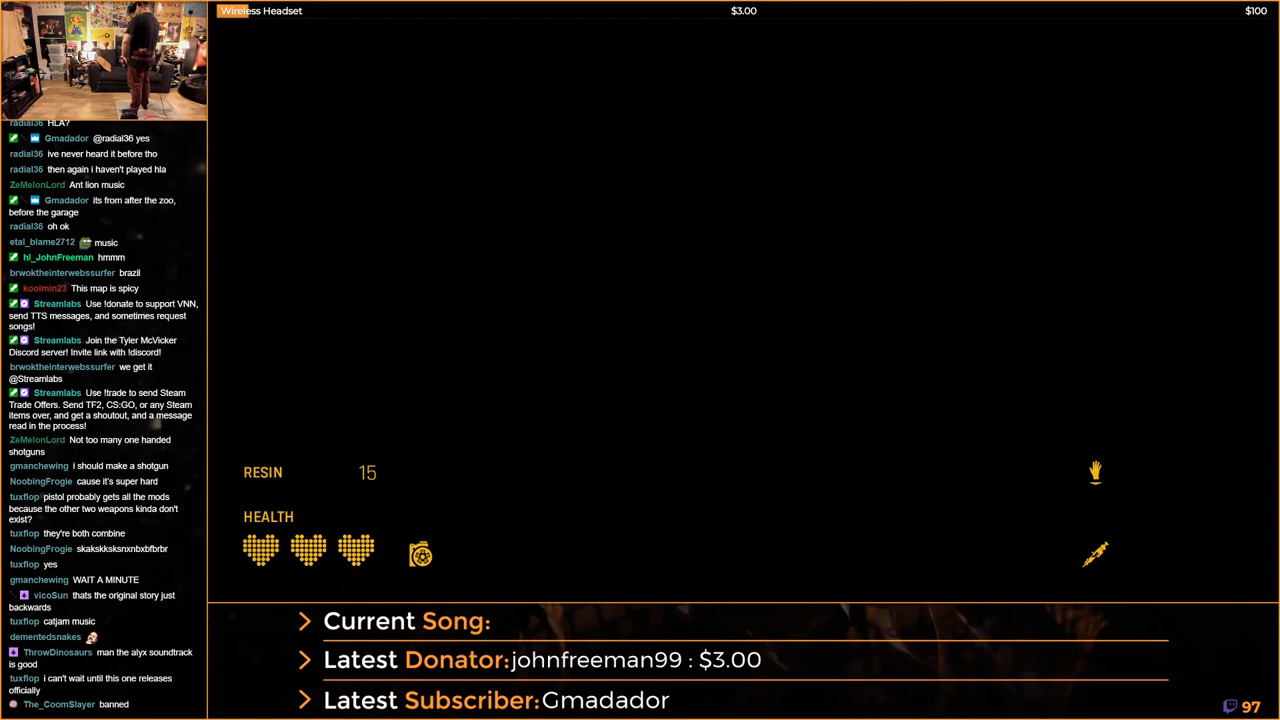 Wireless Headset
$3.00
$100
radial36 HLA?
Gmadador @radial36 yes
radial36 ive never heard it before tho
radial36 then again i haven't played hla
ZeMelonLord Ant lion music
Gmadador its from after the zoo,
before the garage
radial36 oh ok
etal_blame2712 music
hl_JohnFreeman hmmm
brwoktheinterwebssurfer brazil
koolmin23 This map is spicy
Streamlabs Use !donate to support VNN,
send TTS messages, and sometimes request
songs!
Streamlabs Join the Tyler McVicker
Discord server! Invite link with !discord!
brwoktheinterwebssurfer we get it
@Streamlabs
Streamlabs Use !trade to send Steam
Trade Offers. Send TF2, CS:GO, or any Steam
items over, and get a shoutout, and a message
read in the process!
ZeMelonLord Not too many one handed
shotguns
gmanchewing i should make a shotgun
NoobingFrogie cause it's super hard
tuxflop pistol probably gets all the mods
because the other two weapons kinda don't
exist?
tuxflop they're both combine
NoobingFrogie skakskksksnxnbxbfbrbr
tuxflop yes
gmanchewing WAIT A MINUTE
vicoSun thats the original story just
backwards
tuxflop catjam music
dementedsnakes
ThrowDinosaurs man the alyx soundtrack
is good
tuxflop i can't wait until this one releases
officially
The_CoomSlayer banned
RESIN 15
HEALTH
Current Song:
Latest Donator:johnfreeman99 : $3.00
Latest Subscriber:Gmadador
97